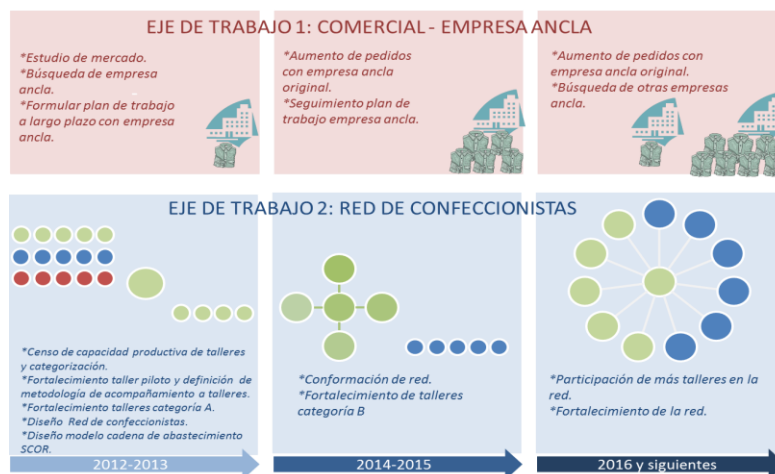 EJE DE TRABAJO 1: COMERCIAL - EMPRESA ANCLA
*Estudio de mercado.
*Búsqueda de empresa
ancla.
*Formular plan de trabajo
a largo plazo con empresa
ancla.
*Aumento de pedidos
con empresa ancla
original.
*Seguimiento plan de
trabajo empresa ancla.
*Aumento de pedidos con
empresa ancla original.
*Búsqueda de otras empresas
ancla.
EJE DE TRABAJO 2: RED DE CONFECCIONISTAS
*Censo de capacidad productiva de talleres
y categorización.
*Fortalecimiento taller piloto y definición de
metodología de acompañamiento a talleres.
*Fortalecimiento talleres categoría A.
*Diseño Red de confeccionistas.
*Diseño modelo cadena de abastecimiento
SCOR.
*Conformación de red.
*Fortalecimiento de talleres
categoría B
*Participación de más talleres en la
red.
*Fortalecimiento de la red.
2012-2013
2014-2015
2016 y siguientes